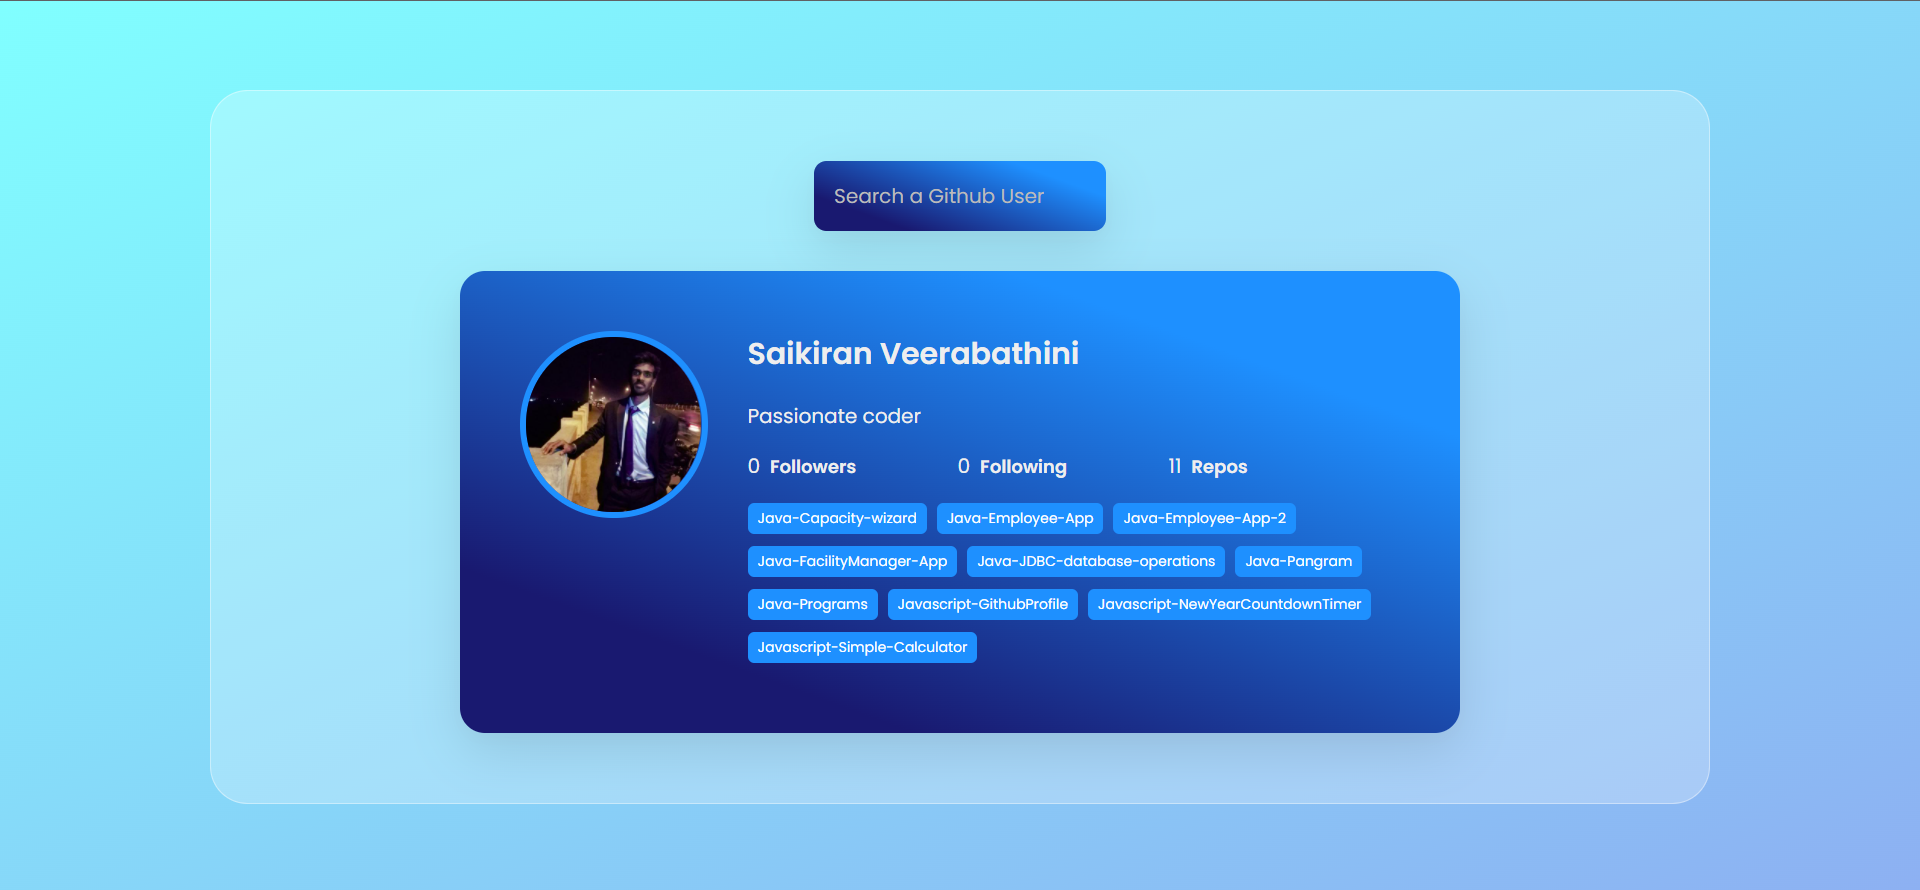 Search a Github User
Saikiran Veerabathini
Passionate coder
0 Followers 0 Following 11 Repos
Java-Capacity-wizard Java-Employee-App Java-Employee-App-2
Java-FacilityManager-App Java-JDBC-database-operations Java-Pangram
Java-Programs Javascript-GithubProfile Javascript-NewYearCountdownTimer
Javascript-Simple-Calculator